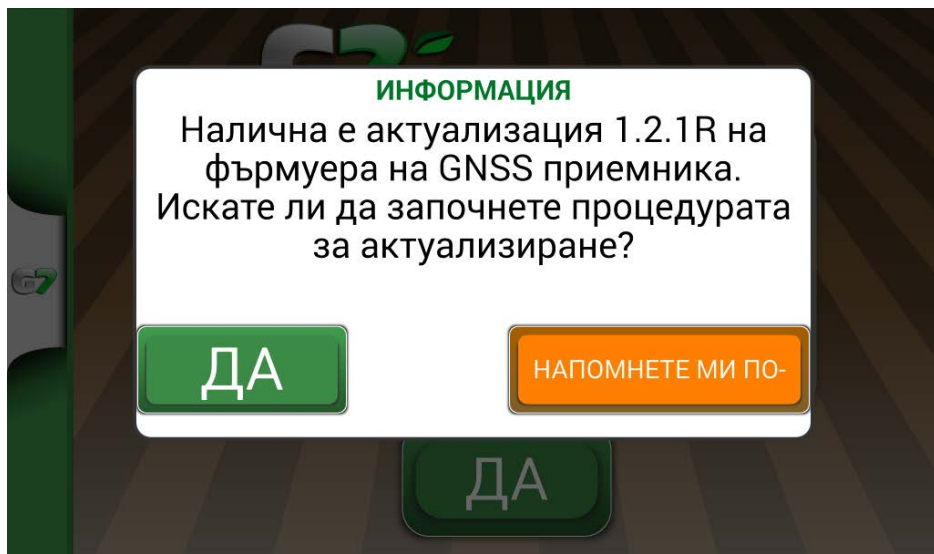 ИНФОРМАЦИЯ
Налична е актуализация 1.2.1R на
фърмуера на GNSS приемника.
Искате ли да започнете процедурата
за актуализиране?
ДА
НАПОМНЕТЕ МИ ПО-
ДА